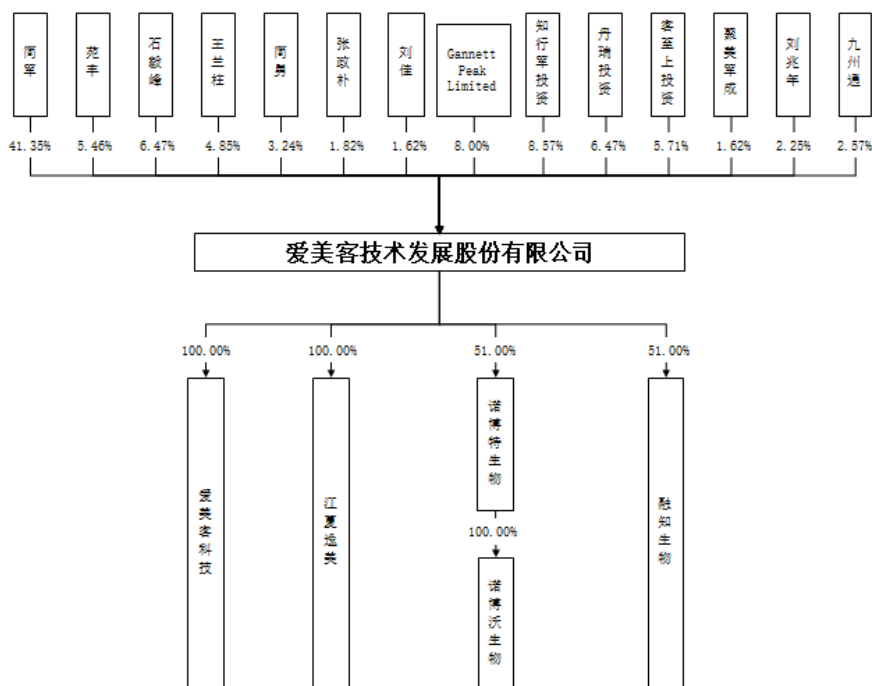 简军
苑丰
石毅峰
王兰柱
简勇
张政朴
刘佳
Gannett
Peak
Limited
知行军投资
丹瑞投资
客至上投资
聚美军成
刘兆年
九州通
41.35%
5.46%
6.47%
4.85%
3.24%
1.82%
1.62%
8.00%
8.57%
6.47%
5.71%
1.62%
2.25%
2.57%
爱美客技术发展股份有限公司
100.00%
100.00%
51.00%
51.00%
爱美客科技
江夏逸美
诺博特生物
融知生物
100.00%
诺博沃生物